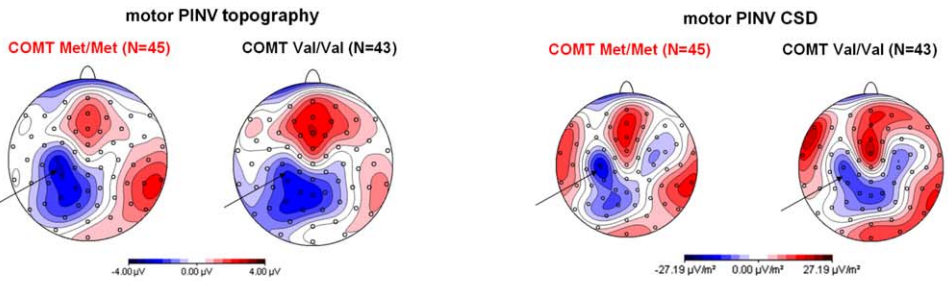 motor PINV topography
COMT Met/Met (N=45) COMT Val/Val (N=43)
-4.00 µV 0.00 µV 4.00 µV
motor PINV CSD
COMT Met/Met (N=45) COMT Val/Val (N=43)
-27.19 µV/m² 0.00 µV/m² 27.19 µV/m²